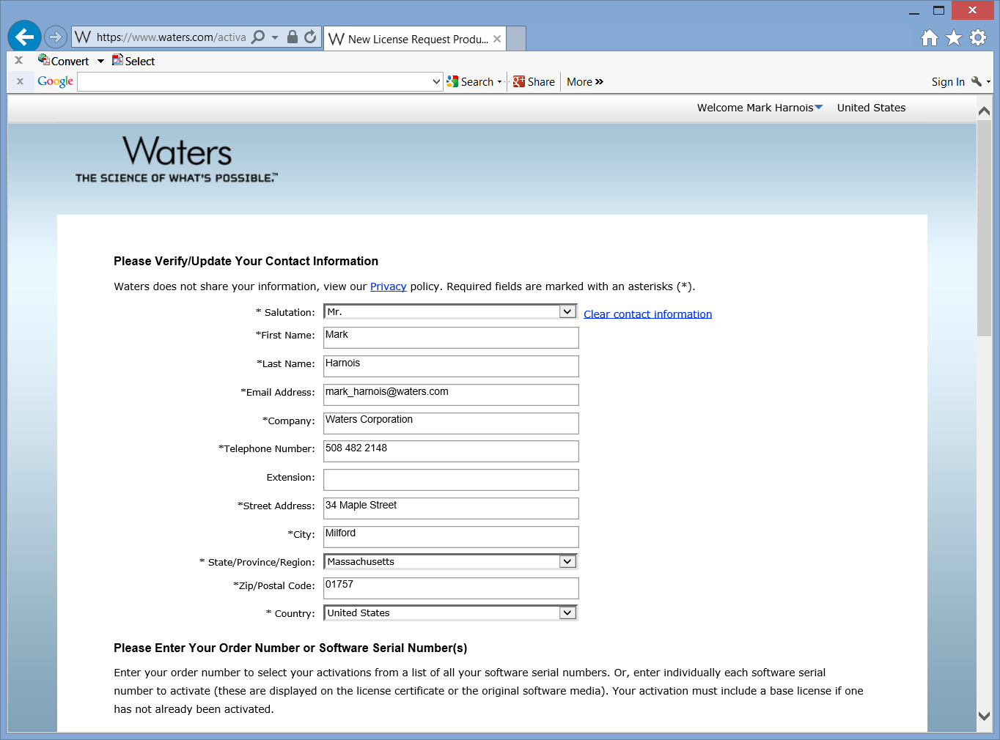 https://www.waters.com/activa
New License Request Produ...
Convert
Select
Google
Search
Share
More »
Sign In
Welcome Mark Harnois
United States
Waters
THE SCIENCE OF WHAT'S POSSIBLE.™
Please Verify/Update Your Contact Information
Waters does not share your information, view our Privacy policy. Required fields are marked with an asterisks (*).
* Salutation: Mr. Clear contact information
*First Name: Mark
*Last Name: Harnois
*Email Address: mark_harnois@waters.com
*Company: Waters Corporation
*Telephone Number: 508 482 2148
Extension:
*Street Address: 34 Maple Street
*City: Milford
* State/Province/Region: Massachusetts
*Zip/Postal Code: 01757
* Country: United States
Please Enter Your Order Number or Software Serial Number(s)
Enter your order number to select your activations from a list of all your software serial numbers. Or, enter individually each software serial
number to activate (these are displayed on the license certificate or the original software media). Your activation must include a base license if one
has not already been activated.